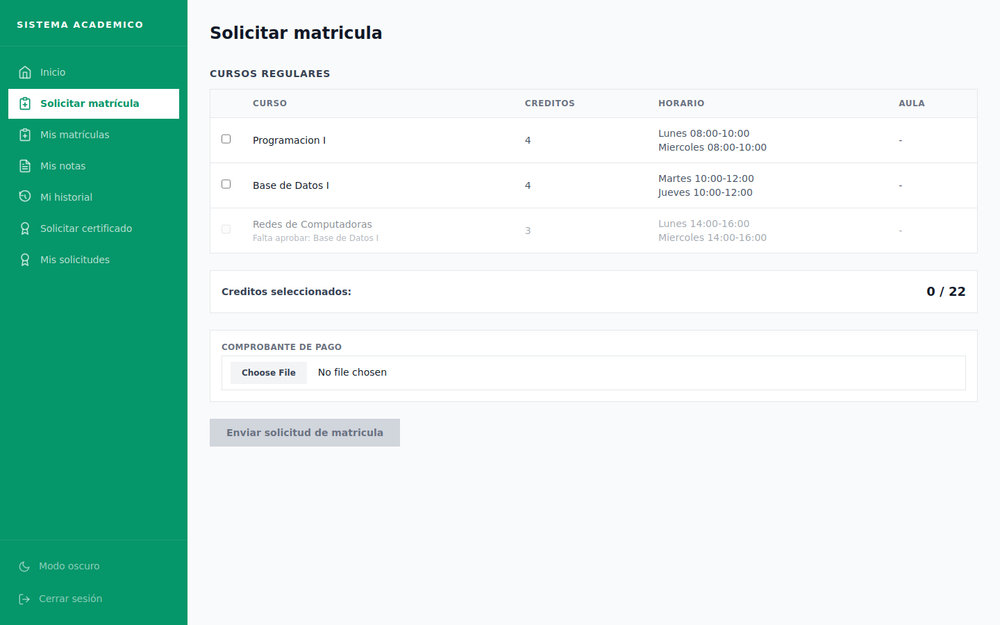 SISTEMA ACADEMICO
Inicio
Solicitar matrícula
Mis matrículas
Mis notas
Mi historial
Solicitar certificado
Mis solicitudes
Modo oscuro
Cerrar sesión
Solicitar matricula
CURSOS REGULARES
CURSO CREDITOS HORARIO AULA
Programacion I 4 Lunes 08:00-10:00 -
Miercoles 08:00-10:00
Base de Datos I 4 Martes 10:00-12:00 -
Jueves 10:00-12:00
Redes de Computadoras 3 Lunes 14:00-16:00 -
Falta aprobar: Base de Datos I Miercoles 14:00-16:00
Creditos seleccionados: 0 / 22
COMPROBANTE DE PAGO
Choose File No file chosen
Enviar solicitud de matricula